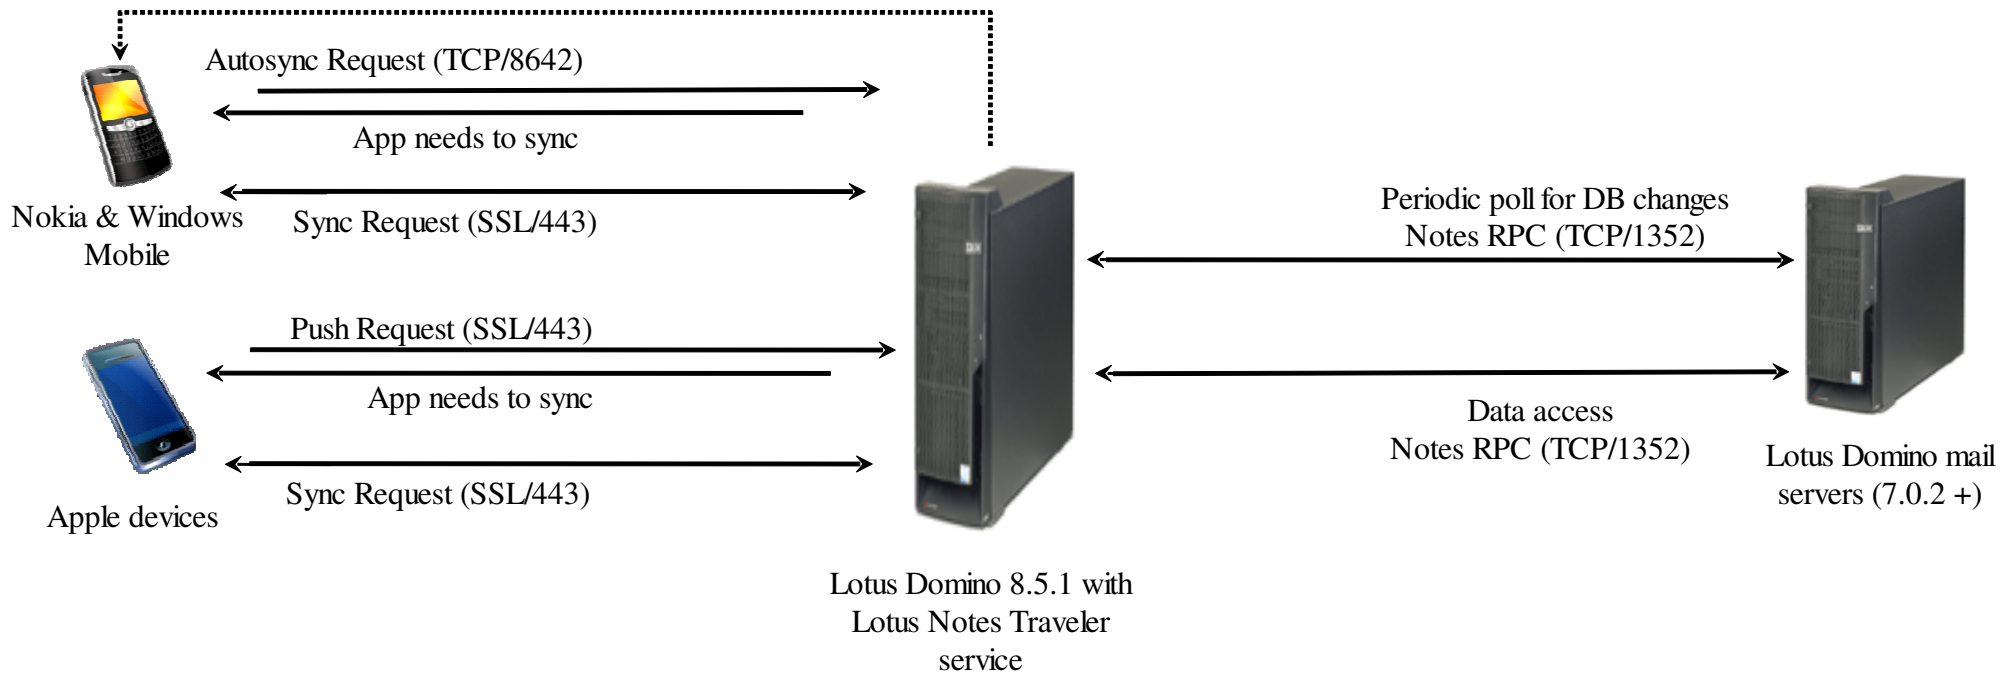 Autosync Request (TCP/8642)
App needs to sync
Nokia & Windows
Mobile
Sync Request (SSL/443)
Push Request (SSL/443)
App needs to sync
Sync Request (SSL/443)
Apple devices
Periodic poll for DB changes
Notes RPC (TCP/1352)
Data access
Notes RPC (TCP/1352)
Lotus Domino mail
servers (7.0.2 +)
Lotus Domino 8.5.1 with
Lotus Notes Traveler
service